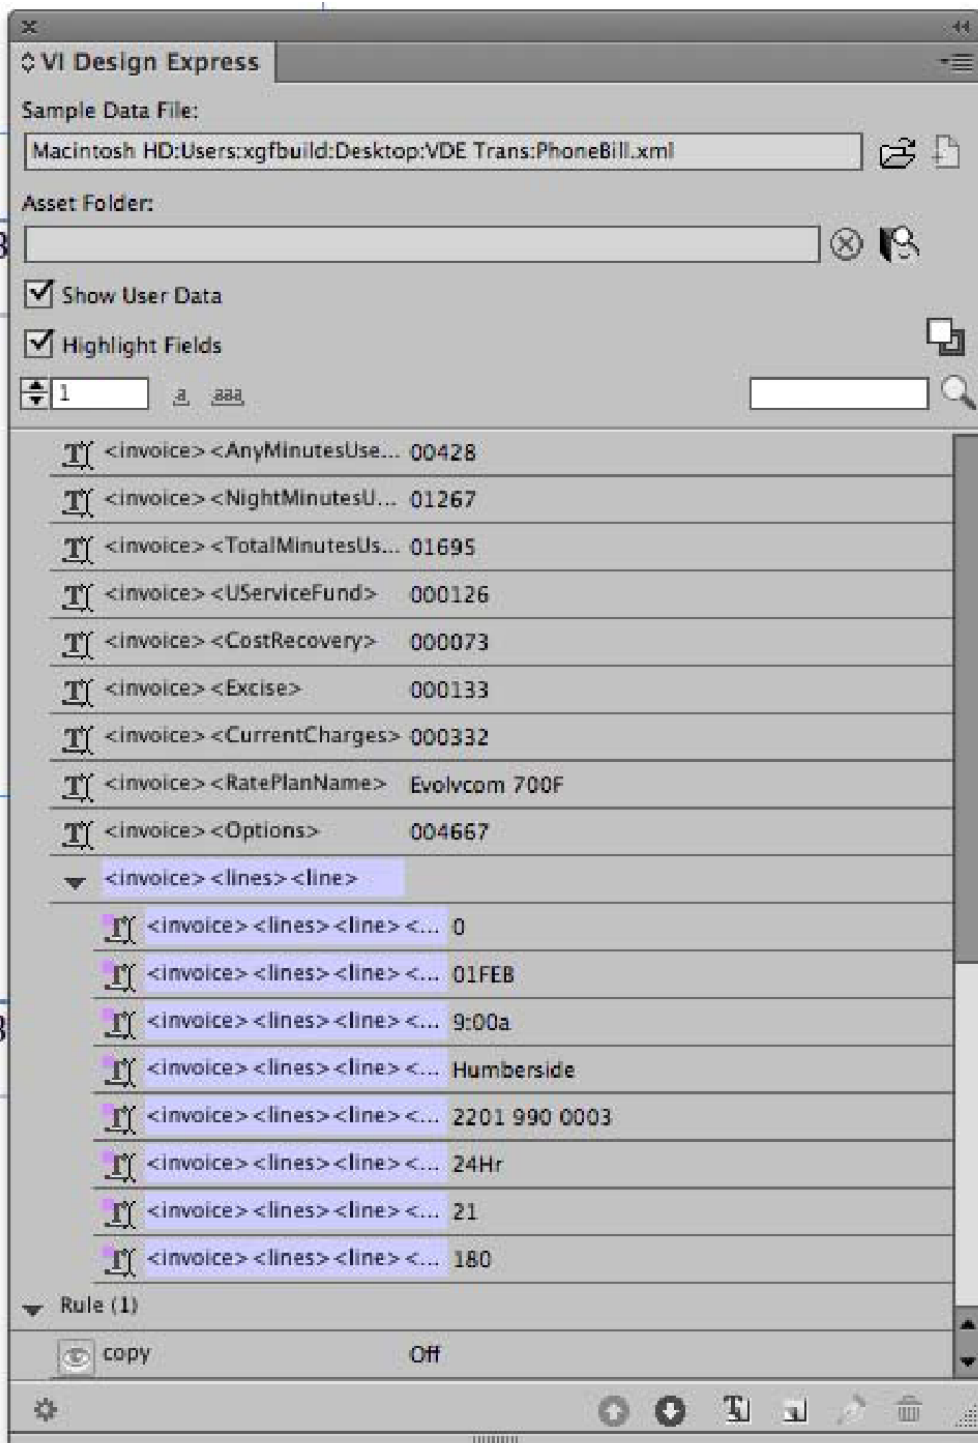 VI Design Express
Sample Data File:
Macintosh HD:Users:xgfbuild:Desktop:VDE Trans:PhoneBill.xml
Asset Folder:
Show User Data
Highlight Fields
1 a aaa
<invoice><AnyMinutesUse... 00428
<invoice><NightMinutesU... 01267
<invoice><TotalMinutesUs... 01695
<invoice><UServiceFund> 000126
<invoice><CostRecovery> 000073
<invoice><Excise> 000133
<invoice><CurrentCharges> 000332
<invoice><RatePlanName> Evolvcom 700F
<invoice><Options> 004667
<invoice><lines><line>
<invoice><lines><line><... 0
<invoice><lines><line><... 01FEB
<invoice><lines><line><... 9:00a
<invoice><lines><line><... Humberside
<invoice><lines><line><... 2201 990 0003
<invoice><lines><line><... 24Hr
<invoice><lines><line><... 21
<invoice><lines><line><... 180
Rule (1)
copy Off